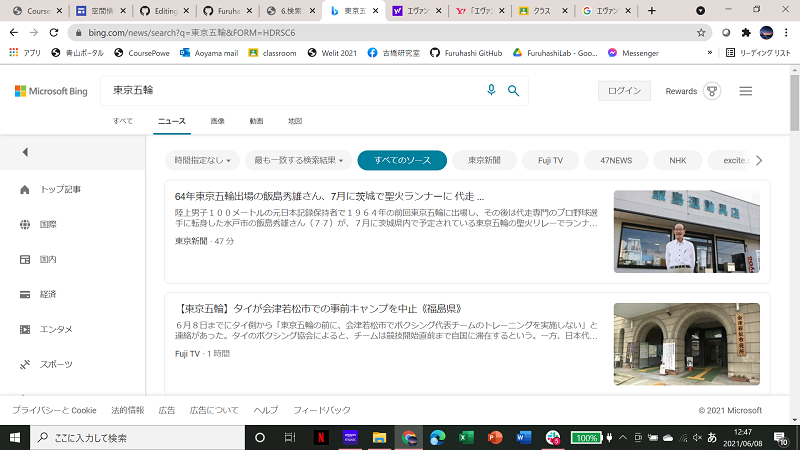 Course
空間情
Editing
Furuha
6.検索エ
東京五
エヴァン
「エヴァ
クラス
エヴァン
bing.com/news/search?q=東京五輪&FORM=HDRSC6
アプリ
青山ポータル
CoursePowe
Aoyama mail
classroom
Welit 2021
古橋研究室
Furuhashi GitHub
FuruhashiLab - Goo...
Messenger
»
リーディング リスト
Microsoft Bing
東京五輪
ログイン
Rewards
すべて
ニュース
画像
動画
地図
時間指定なし
最も一致する検索結果
すべてのソース
東京新聞
Fuji TV
47NEWS
NHK
excite.
トップ記事
国際
国内
経済
エンタメ
スポーツ
64年東京五輪出場の飯島秀雄さん、7月に茨城で聖火ランナーに 代走 ...
陸上男子１００メートルの元日本記録保持者で１９６４年の前回東京五輪に出場し、その後は代走専門のプロ野球選
手に転身した水戸市の飯島秀雄さん（７７）が、７月に茨城県内で予定されている東京五輪の聖火リレーでランナ...
東京新聞 · 47 分
飯島運動具店
【東京五輪】タイが会津若松市での事前キャンプを中止《福島県》
６月８日までにタイ側から「東京五輪の前に、会津若松市でボクシング代表チームのトレーニングを実施しない」と
連絡があった。タイのボクシング協会によると、チームは競技開始直前まで自国に滞在するという。一方、日本代...
Fuji TV · 1 時間
会津若松市役所
プライバシーと Cookie
法的情報
広告
広告について
ヘルプ
フィードバック
© 2021 Microsoft
ここに入力して検索
100%
あ
12:47
2021/06/08
10